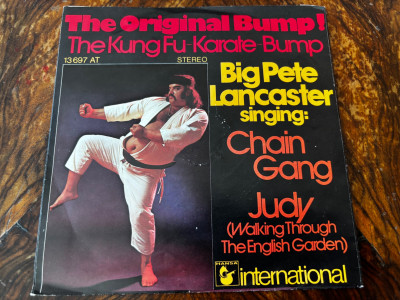 The Original Bump!
The Kung Fu-Karate-Bump
13 697 AT
STEREO
Big Pete
Lancaster
singing:
Chain
Gang
Judy
(Walking Through
The English Garden)
HANSA
international